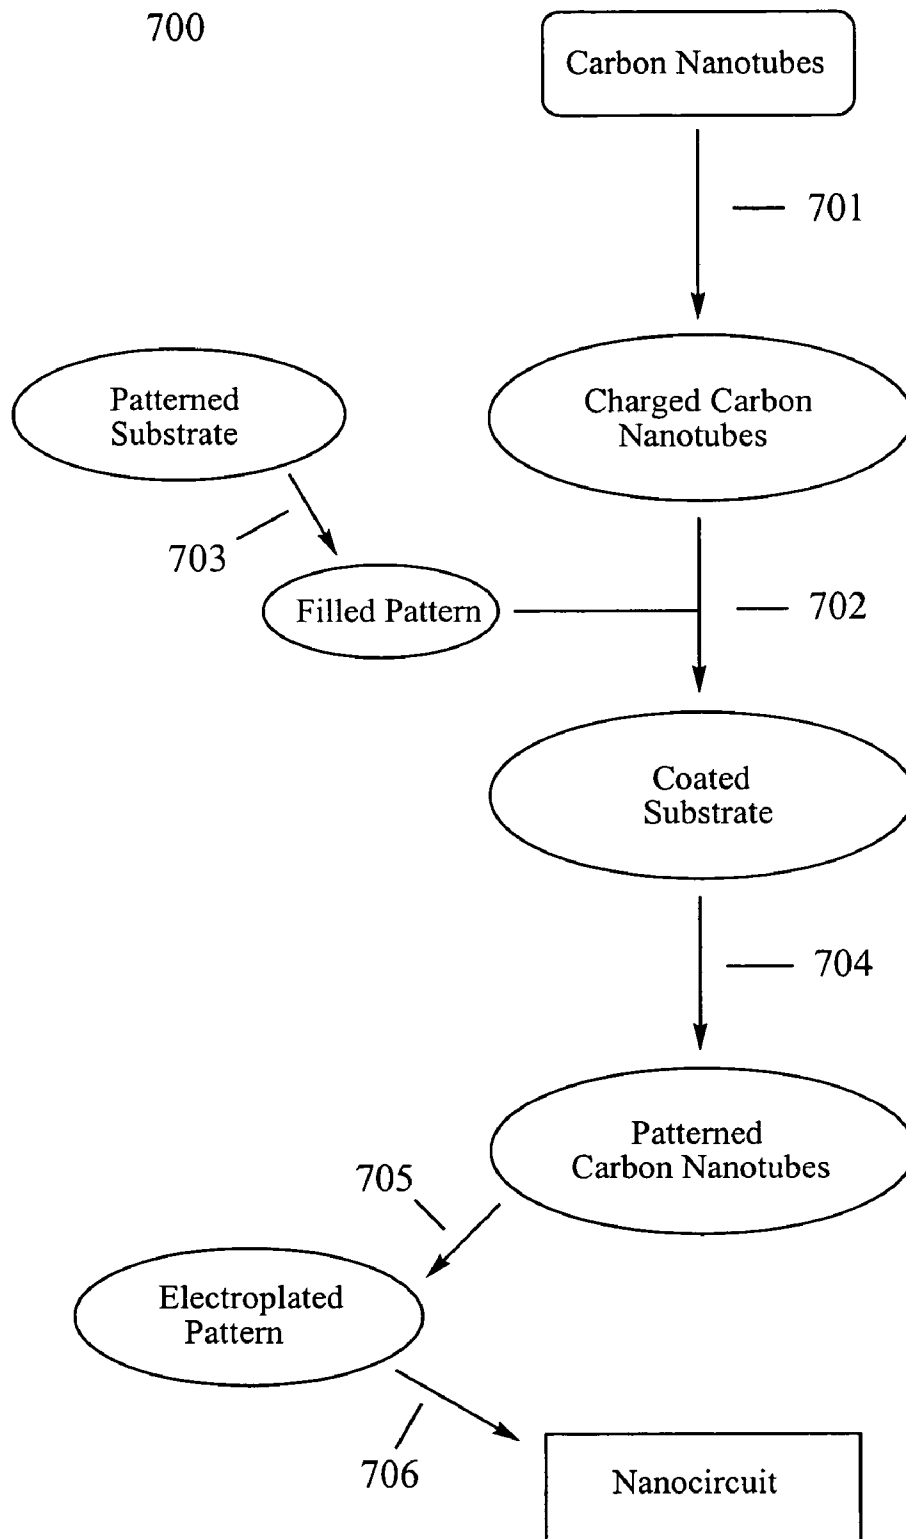 700
Carbon Nanotubes
701
Charged Carbon
Nanotubes
Patterned
Substrate
703
Filled Pattern
702
Coated
Substrate
704
Patterned
Carbon Nanotubes
705
Electroplated
Pattern
706
Nanocircuit